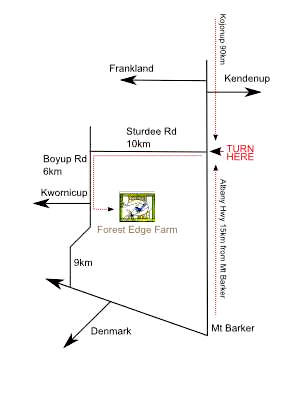 Kojonup 90km
Frankland
Kendenup
Sturdee Rd
10km
TURN
HERE
Boyup Rd
6km
Kwornicup
Forest Edge Farm
Albany Hwy 15km from Mt Barker
9km
Mt Barker
Denmark